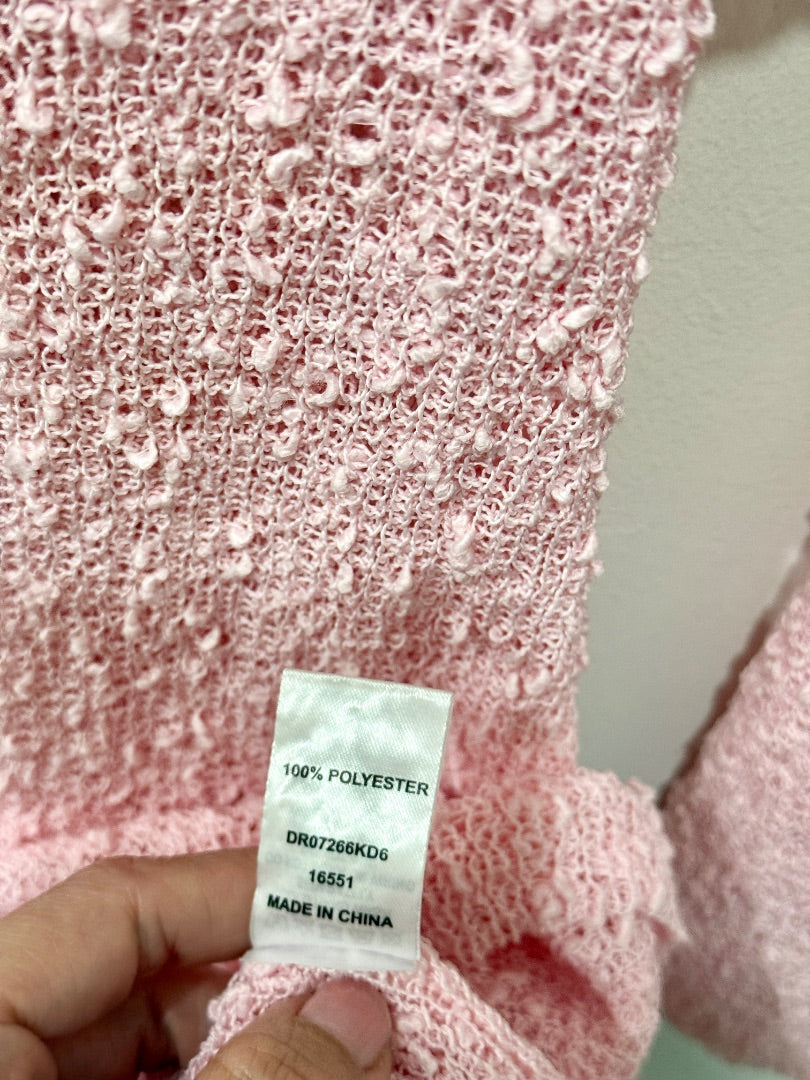 100% POLYESTER
DR07266KD6
16551
MADE IN CHINA